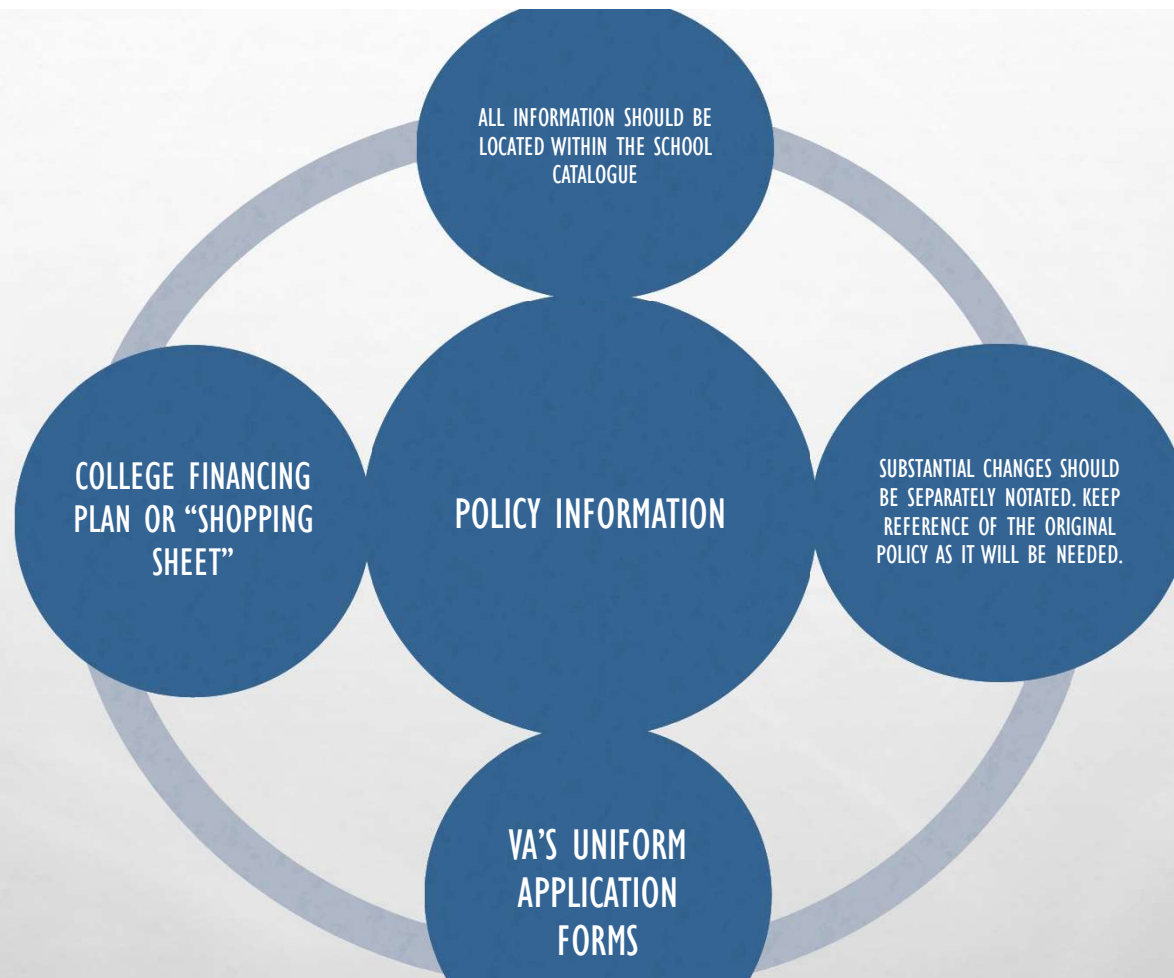 ALL INFORMATION SHOULD BE
LOCATED WITHIN THE SCHOOL
CATALOGUE
COLLEGE FINANCING
PLAN OR “SHOPPING
SHEET”
POLICY INFORMATION
SUBSTANTIAL CHANGES SHOULD
BE SEPARATELY NOTATED. KEEP
REFERENCE OF THE ORIGINAL
POLICY AS IT WILL BE NEEDED.
VA’S UNIFORM
APPLICATION
FORMS